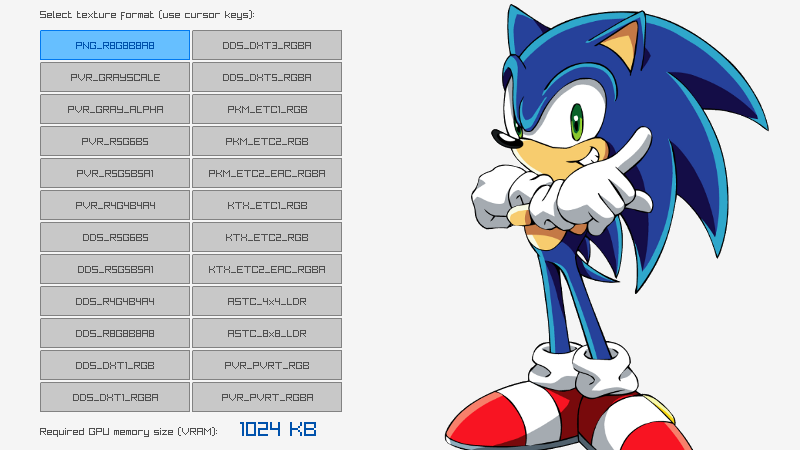 Select texture format (use cursor keys):
PNG_R8G8B8A8 DDS_DXT3_RGBA
PVR_GRAYSCALE DDS_DXT5_RGBA
PVR_GRAY_ALPHA PKM_ETC1_RGB
PVR_R5G6B5 PKM_ETC2_RGB
PVR_R5G5B5A1 PKM_ETC2_EAC_RGBA
PVR_R4G4B4A4 KTX_ETC1_RGB
DDS_R5G6B5 KTX_ETC2_RGB
DDS_R5G5B5A1 KTX_ETC2_EAC_RGBA
DDS_R4G4B4A4 ASTC_4x4_LDR
DDS_R8G8B8A8 ASTC_8x8_LDR
DDS_DXT1_RGB PVR_PVRT_RGB
DDS_DXT1_RGBA PVR_PVRT_RGBA
Required GPU memory size (VRAM): 1024 KB